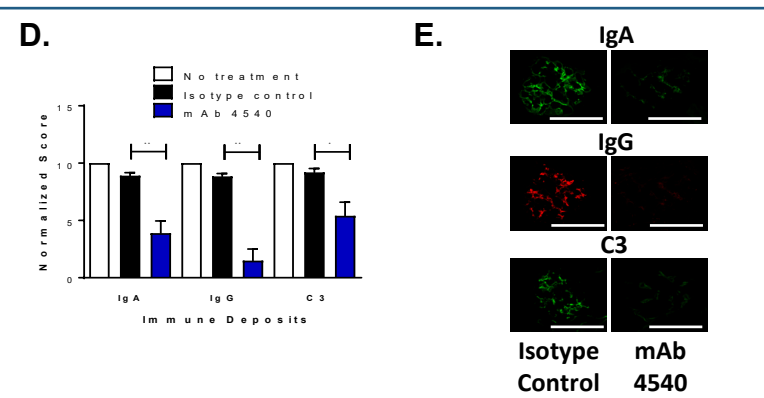 D.
No treatment
Isotype control
mAb 4540
Normalized Score
15
10
5
0
**
**
*
IgA
IgG
C3
Immune Deposits
E.
IgA
IgG
C3
Isotype Control
mAb 4540